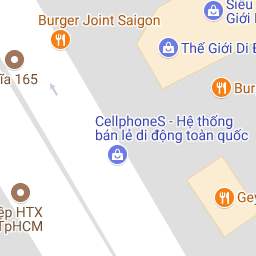 Siêu
Giới
Burger Joint Saigon
Thế Giới Di
ĩa 165
Bur
CellphoneS - Hệ thống
bán lẻ di động toàn quốc
ệp HTX
TpHCM
Gey